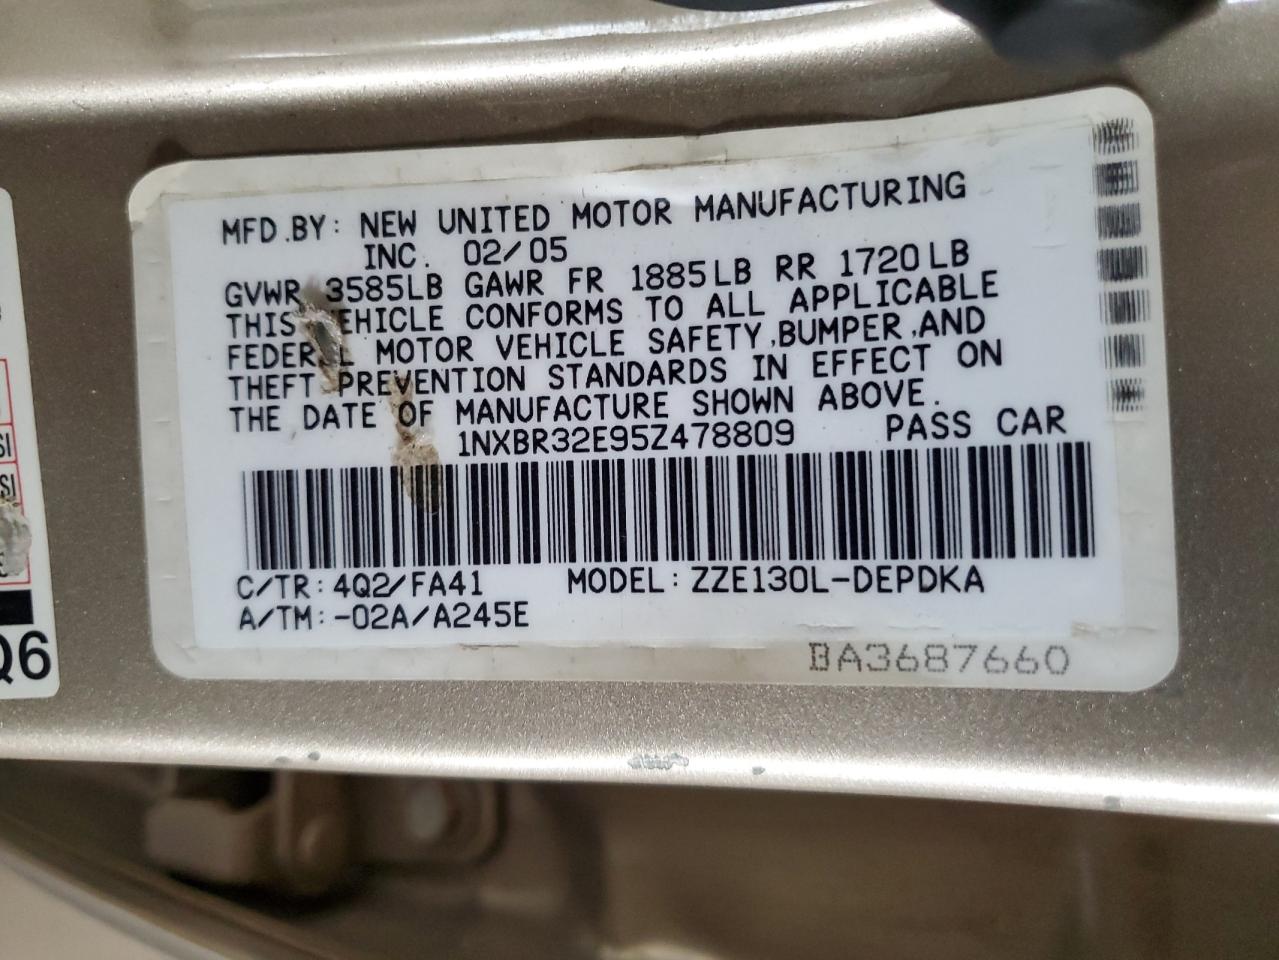 MFD.BY: NEW UNITED MOTOR MANUFACTURING
INC. 02/05
GVWR 3585LB GAWR FR 1885LB RR 1720LB
THIS VEHICLE CONFORMS TO ALL APPLICABLE
FEDERAL MOTOR VEHICLE SAFETY,BUMPER,AND
THEFT PREVENTION STANDARDS IN EFFECT ON
THE DATE OF MANUFACTURE SHOWN ABOVE.
1NXBR32E95Z478809 PASS CAR
C/TR: 4Q2/FA41 MODEL: ZZE130L-DEPDKA
A/TM: -02A/A245E
BA3687660
SI
SI
Q6